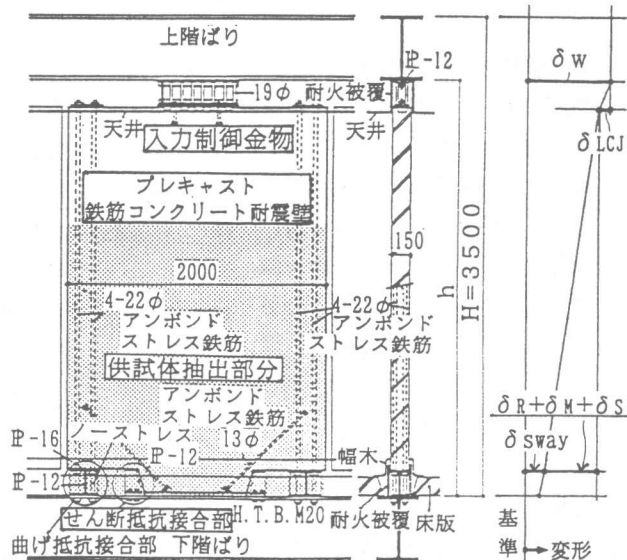 上階ばり
PL-12
19φ 耐火被覆
天井
天井
入力制御金物
プレキャスト
鉄筋コンクリート耐震壁
150
2000
4-22φ
アンボンド
ストレス鉄筋
4-22φ
アンボンド
ストレス鉄筋
供試体抽出部分
アンボンド
ストレス鉄筋
PL-16
ノーストレス
13φ
PL-12
幅木
PL-12
せん断抵抗接合部
H.T.B.M20
耐火被覆
床版
曲げ抵抗接合部
下階ばり
h
H=3500
δW
δLCJ
δR+δM+δS
δsway
基準
変形